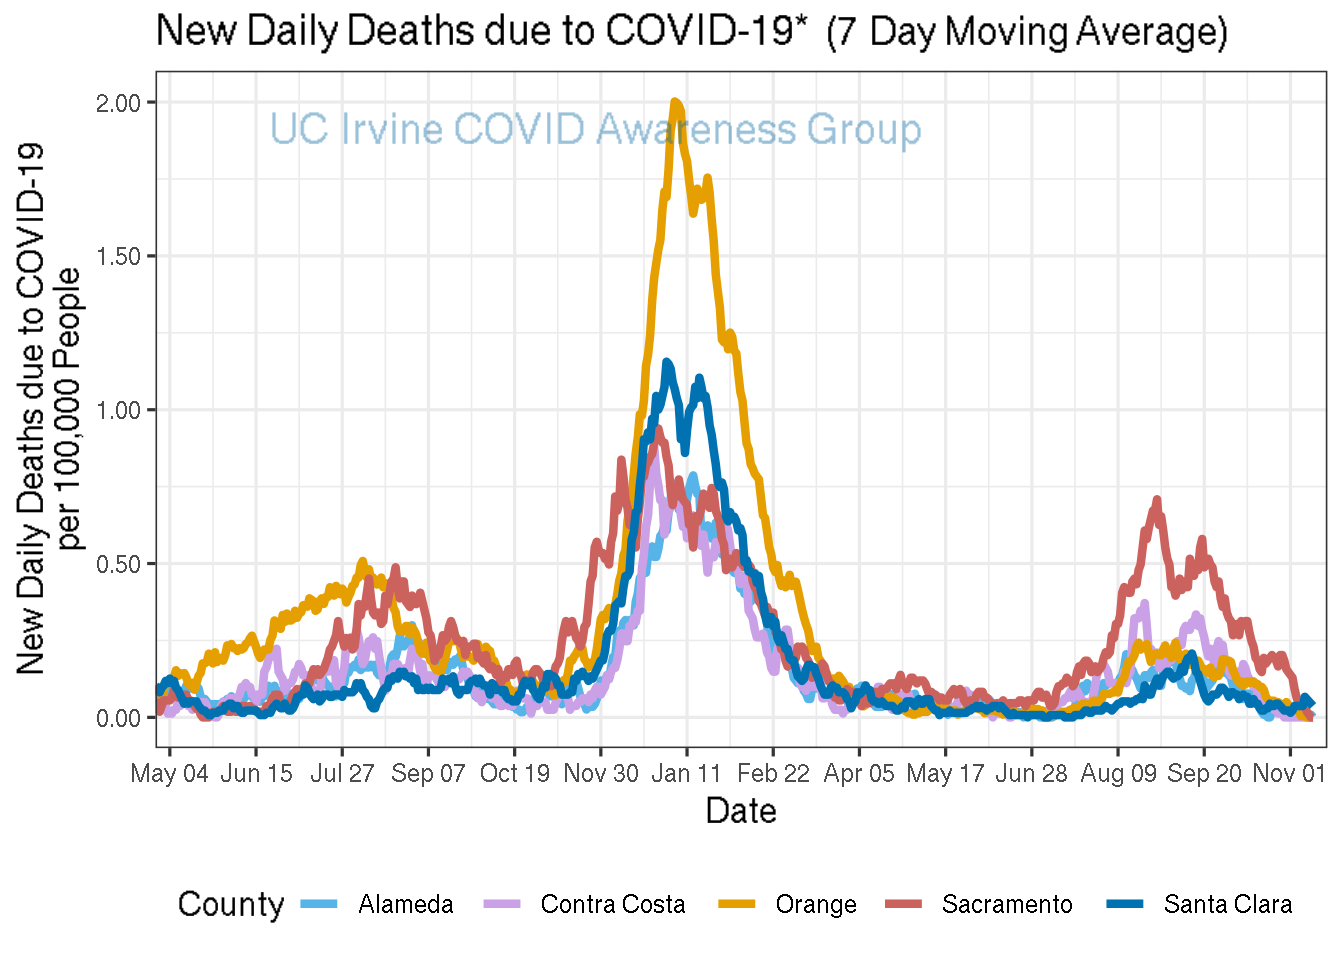 New Daily Deaths due to COVID-19* (7 Day Moving Average)
UC Irvine COVID Awareness Group
New Daily Deaths due to COVID-19
per 100,000 People
2.00
1.50
1.00
0.50
0.00
May 04 Jun 15 Jul 27 Sep 07 Oct 19 Nov 30 Jan 11 Feb 22 Apr 05 May 17 Jun 28 Aug 09 Sep 20 Nov 01
Date
County Alameda Contra Costa Orange Sacramento Santa Clara